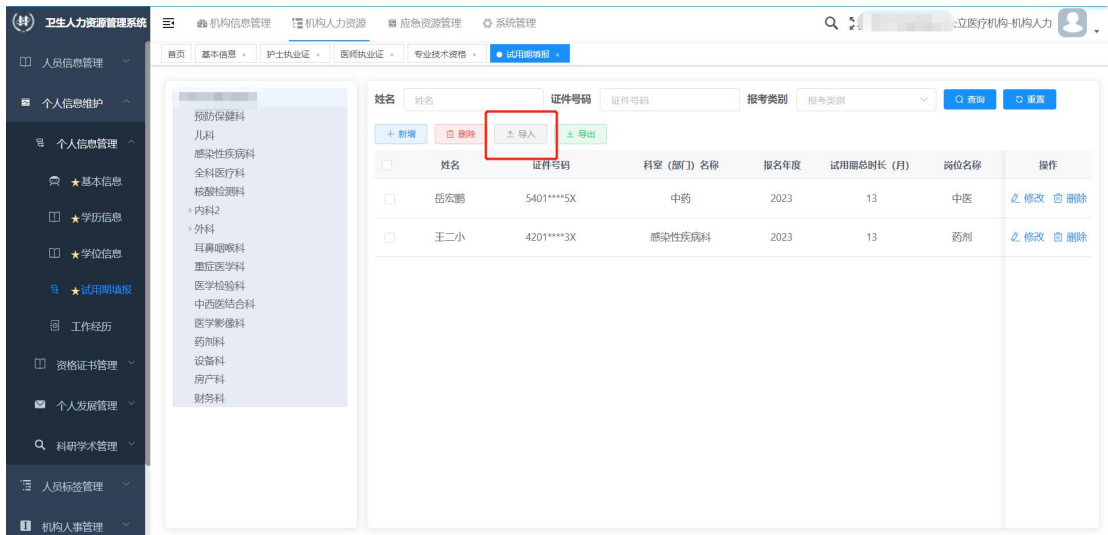 卫生人力资源管理系统
机构信息管理 机构人力资源 应急资源管理 系统管理
立医疗机构-机构人力
首页 基本信息 × 护士执业证 × 医师执业证 × 专业技术资格 × 试用期填报 ×
人员信息管理
个人信息维护
个人信息管理
★基本信息
★学历信息
★学位信息
★试用期填报
工作经历
资格证书管理
个人发展管理
科研学术管理
人员标签管理
机构人事管理
预防保健科
儿科
感染性疾病科
全科医疗科
核酸检测科
内科2
外科
耳鼻咽喉科
重症医学科
医学检验科
中西医结合科
医学影像科
药剂科
设备科
房产科
财务科
姓名 姓名 证件号码 证件号码 报考类别 报考类别 查询 重置
+ 新增 删除 导入 导出
姓名 证件号码 科室（部门）名称 报名年度 试用期总时长（月） 岗位名称 操作
岳宏鹏 5401****5X 中药 2023 13 中医 修改 删除
王二小 4201****3X 感染性疾病科 2023 13 药剂 修改 删除